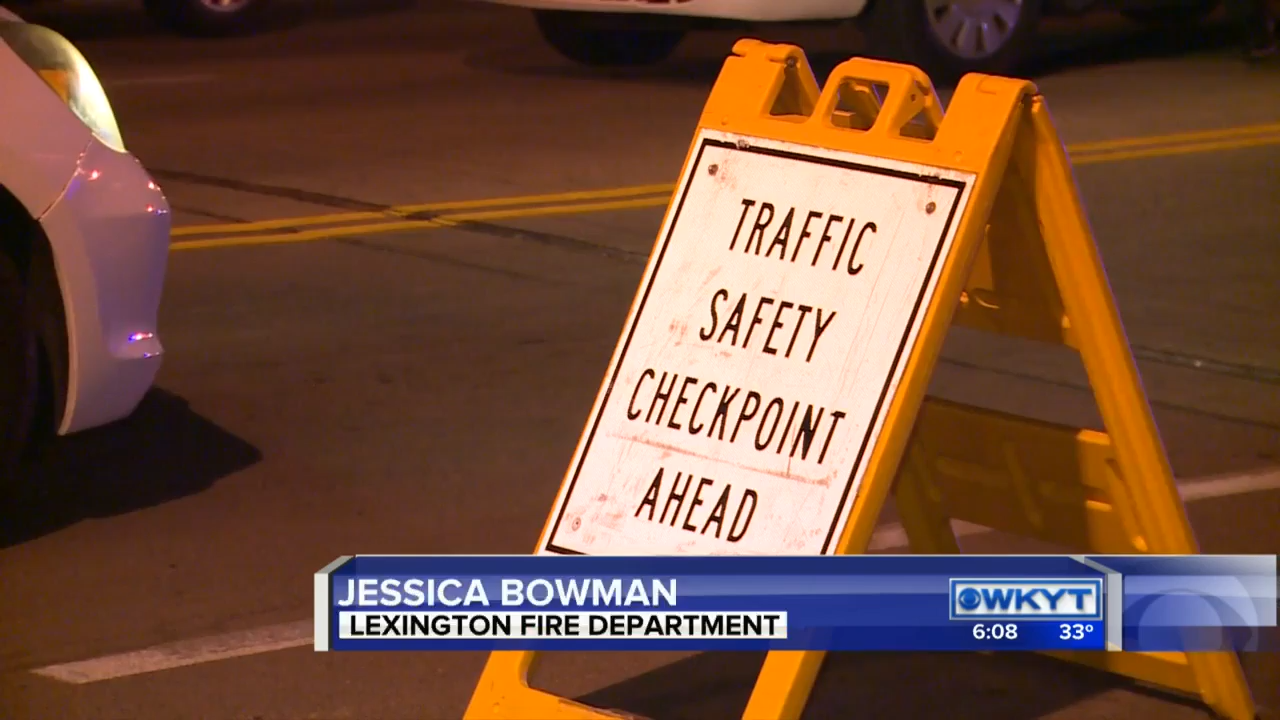 TRAFFIC
SAFETY
CHECKPOINT
AHEAD
JESSICA BOWMAN
LEXINGTON FIRE DEPARTMENT
WKYT
6:08 33°